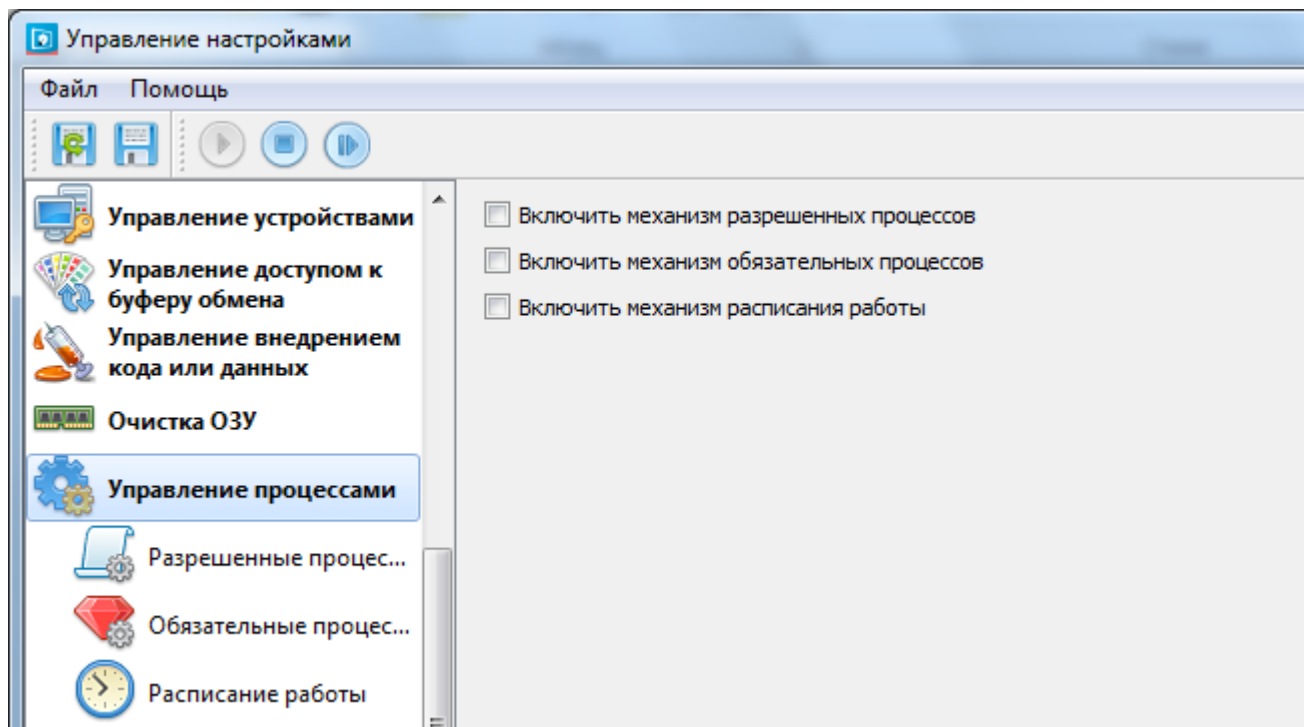 Управление настройками
Файл Помощь
Управление устройствами
Управление доступом к
буферу обмена
Управление внедрением
кода или данных
Очистка ОЗУ
Управление процессами
Разрешенные процес...
Обязательные процес...
Расписание работы
Включить механизм разрешенных процессов
Включить механизм обязательных процессов
Включить механизм расписания работы